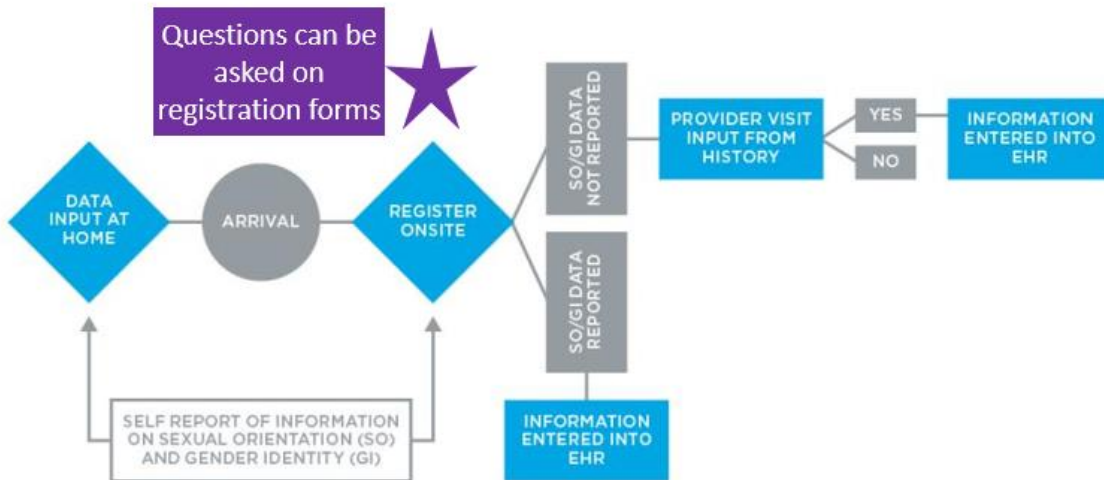 Questions can be
asked on
registration forms
DATA
INPUT AT
HOME
ARRIVAL
REGISTER
ONSITE
SO/GI DATA
NOT REPORTED
PROVIDER VISIT
INPUT FROM
HISTORY
YES
NO
INFORMATION
ENTERED INTO
EHR
SO/GI DATA
REPORTED
INFORMATION
ENTERED INTO
EHR
SELF REPORT OF INFORMATION
ON SEXUAL ORIENTATION (SO)
AND GENDER IDENTITY (GI)